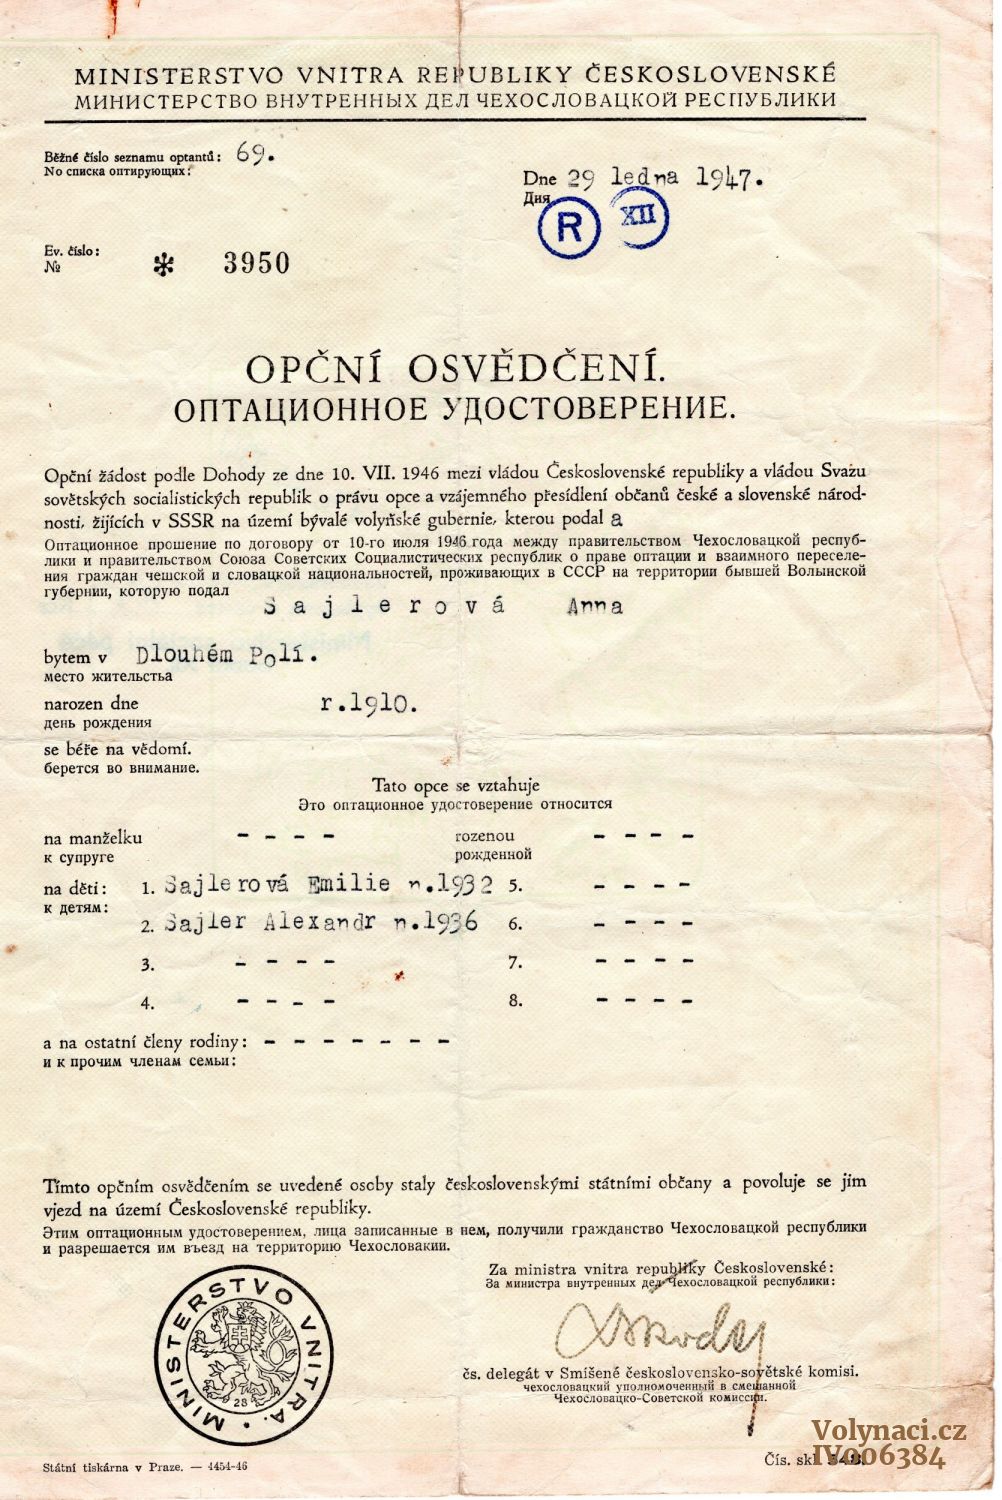 MINISTERSTVO VNITRA REPUBLIKY ČESKOSLOVENSKÉ
МИНИСТЕРСТВО ВНУТРЕННЫХ ДЕЛ ЧЕХОСЛОВАЦКОЙ РЕСПУБЛИКИ
Běžné číslo seznamu optantů: 69.
No списка оптирующих:
Dne 29 ledna 1947.
Дня
R XII
Ev. číslo:
№ * 3950
OPČNÍ OSVĚDČENÍ.
ОПТАЦИОННОЕ УДОСТОВЕРЕНИЕ.
Opční žádost podle Dohody ze dne 10. VII. 1946 mezi vládou Československé republiky a vládou Svazu
sovětských socialistických republik o právu opce a vzájemného přesídlení občanů české a slovenské národ-
nosti, žijících v SSSR na území bývalé volyňské gubernie, kterou podal a
Оптационное прошение по договору от 10-го июля 1946 года между правительством Чехословацкой респуб-
лики и правительством Союза Советских Социалистических республик о праве оптации и взаимного переселе-
ния граждан чешской и словацкой национальностей, проживающих в СССР на территории бывшей Волынской
губернии, которую подал
Sajlerová Anna
bytem v Dlouhém Polí.
место жительстьа
narozen dne r.1910.
день рождения
se béře na vědomí.
берется во внимание.
Tato opce se vztahuje
Это оптационное удостоверение относится
na manželku - - - - rozenou - - - -
к супруге рожденной
na děti: 1. Sajlerová Emilie n.1932 5. - - - -
к детям:
2. Sajler Alexandr n.1936 6. - - - -
3. - - - - 7. - - - -
4. - - - - 8. - - - -
a na ostatní členy rodiny: - - - - - - -
и к прочим членам семьи:
Tímto opčním osvědčením se uvedené osoby staly československými státními občany a povoluje se jim
vjezd na území Československé republiky.
Этим оптационным удостоверением, лица записанные в нем, получили гражданство Чехословацкой республики
и разрешается им въезд на территорию Чехословакии.
Za ministra vnitra republiky Československé:
За министра внутренных дел Чехословацкой республики:
MINISTERSTVO VNITRA.
28
čs. delegát v Smíšené československo-sovětské komisi.
чехословацкий уполномоченный в смешанной
Чехословацко-Советской комиссии.
Státní tiskárna v Praze. — 4454-46
Čís. skl.
Volynaci.cz
IV006384